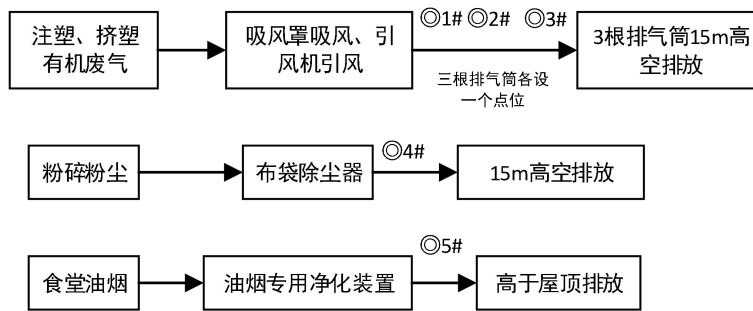 注塑、挤塑
有机废气
吸风罩吸风、引
风机引风
◎1# ◎2# ◎3#
三根排气筒各设
一个点位
3根排气筒15m高
空排放
粉碎粉尘
布袋除尘器
◎4#
15m高空排放
食堂油烟
油烟专用净化装置
◎5#
高于屋顶排放